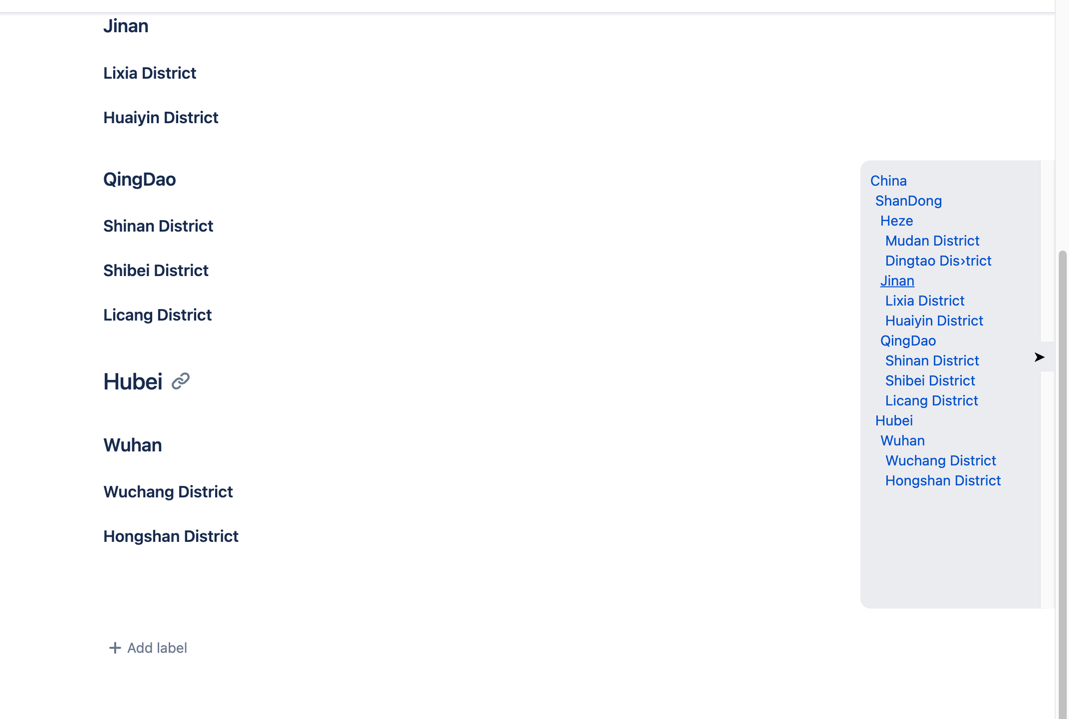 Jinan
Lixia District
Huaiyin District
QingDao
Shinan District
Shibei District
Licang District
Hubei
Wuhan
Wuchang District
Hongshan District
+ Add label
China
ShanDong
Heze
Mudan District
Dingtao Dis›trict
Jinan
Lixia District
Huaiyin District
QingDao
Shinan District
Shibei District
Licang District
Hubei
Wuhan
Wuchang District
Hongshan District